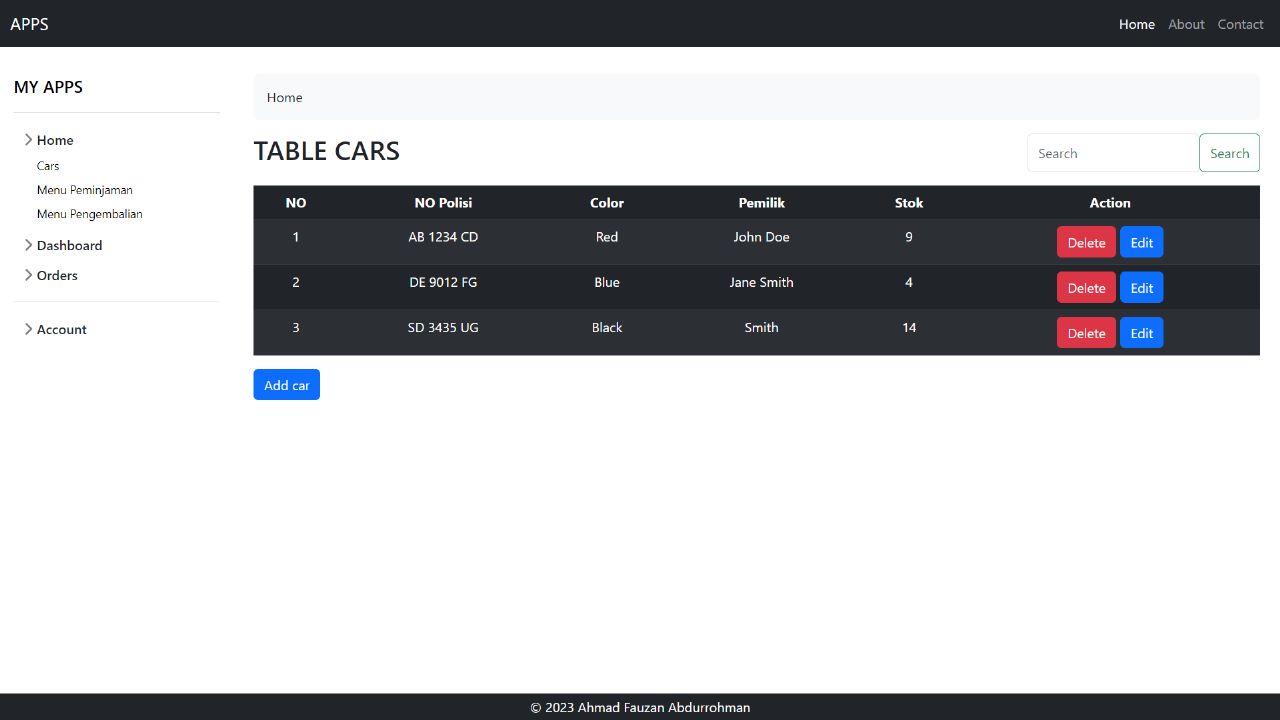 APPS
Home About Contact
MY APPS
Home
Cars
Menu Peminjaman
Menu Pengembalian
Dashboard
Orders
Account
Home
TABLE CARS
Search Search
NO NO Polisi Color Pemilik Stok Action
1 AB 1234 CD Red John Doe 9 Delete Edit
2 DE 9012 FG Blue Jane Smith 4 Delete Edit
3 SD 3435 UG Black Smith 14 Delete Edit
Add car
© 2023 Ahmad Fauzan Abdurrohman